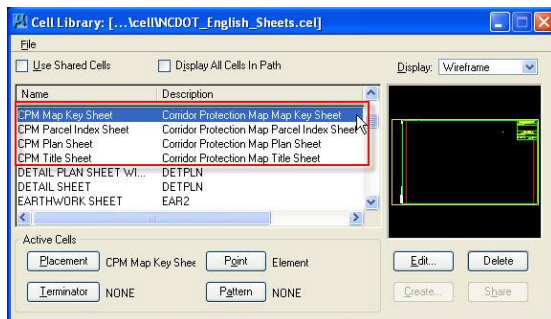 Cell Library: [...\cell\NCDOT_English_Sheets.cel]
File
Use Shared Cells Display All Cells In Path Display: Wireframe
Name Description
CPM Map Key Sheet Corridor Protection Map Map Key Sheet
CPM Parcel Index Sheet Corridor Protection Map Parcel Index Sheet
CPM Plan Sheet Corridor Protection Map Plan Sheet
CPM Title Sheet Corridor Protection Map Title Sheet
DETAIL PLAN SHEET WI... DETPLN
DETAIL SHEET DETPLN
EARTHWORK SHEET EAR2
Active Cells
Placement CPM Map Key Shee Point Element Edit... Delete
Terminator NONE Pattern NONE Create... Share